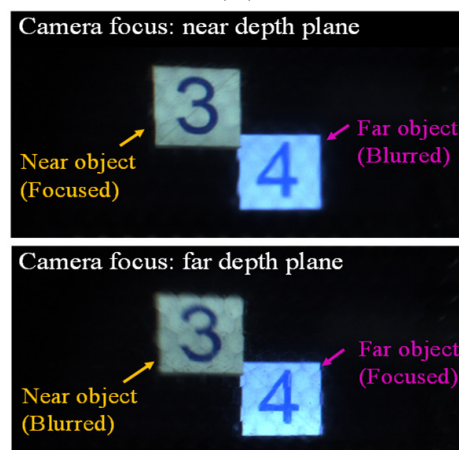 Camera focus: near depth plane
3
Near object
(Focused)
Far object
(Blurred)
4
Camera focus: far depth plane
3
Near object
(Blurred)
Far object
(Focused)
4